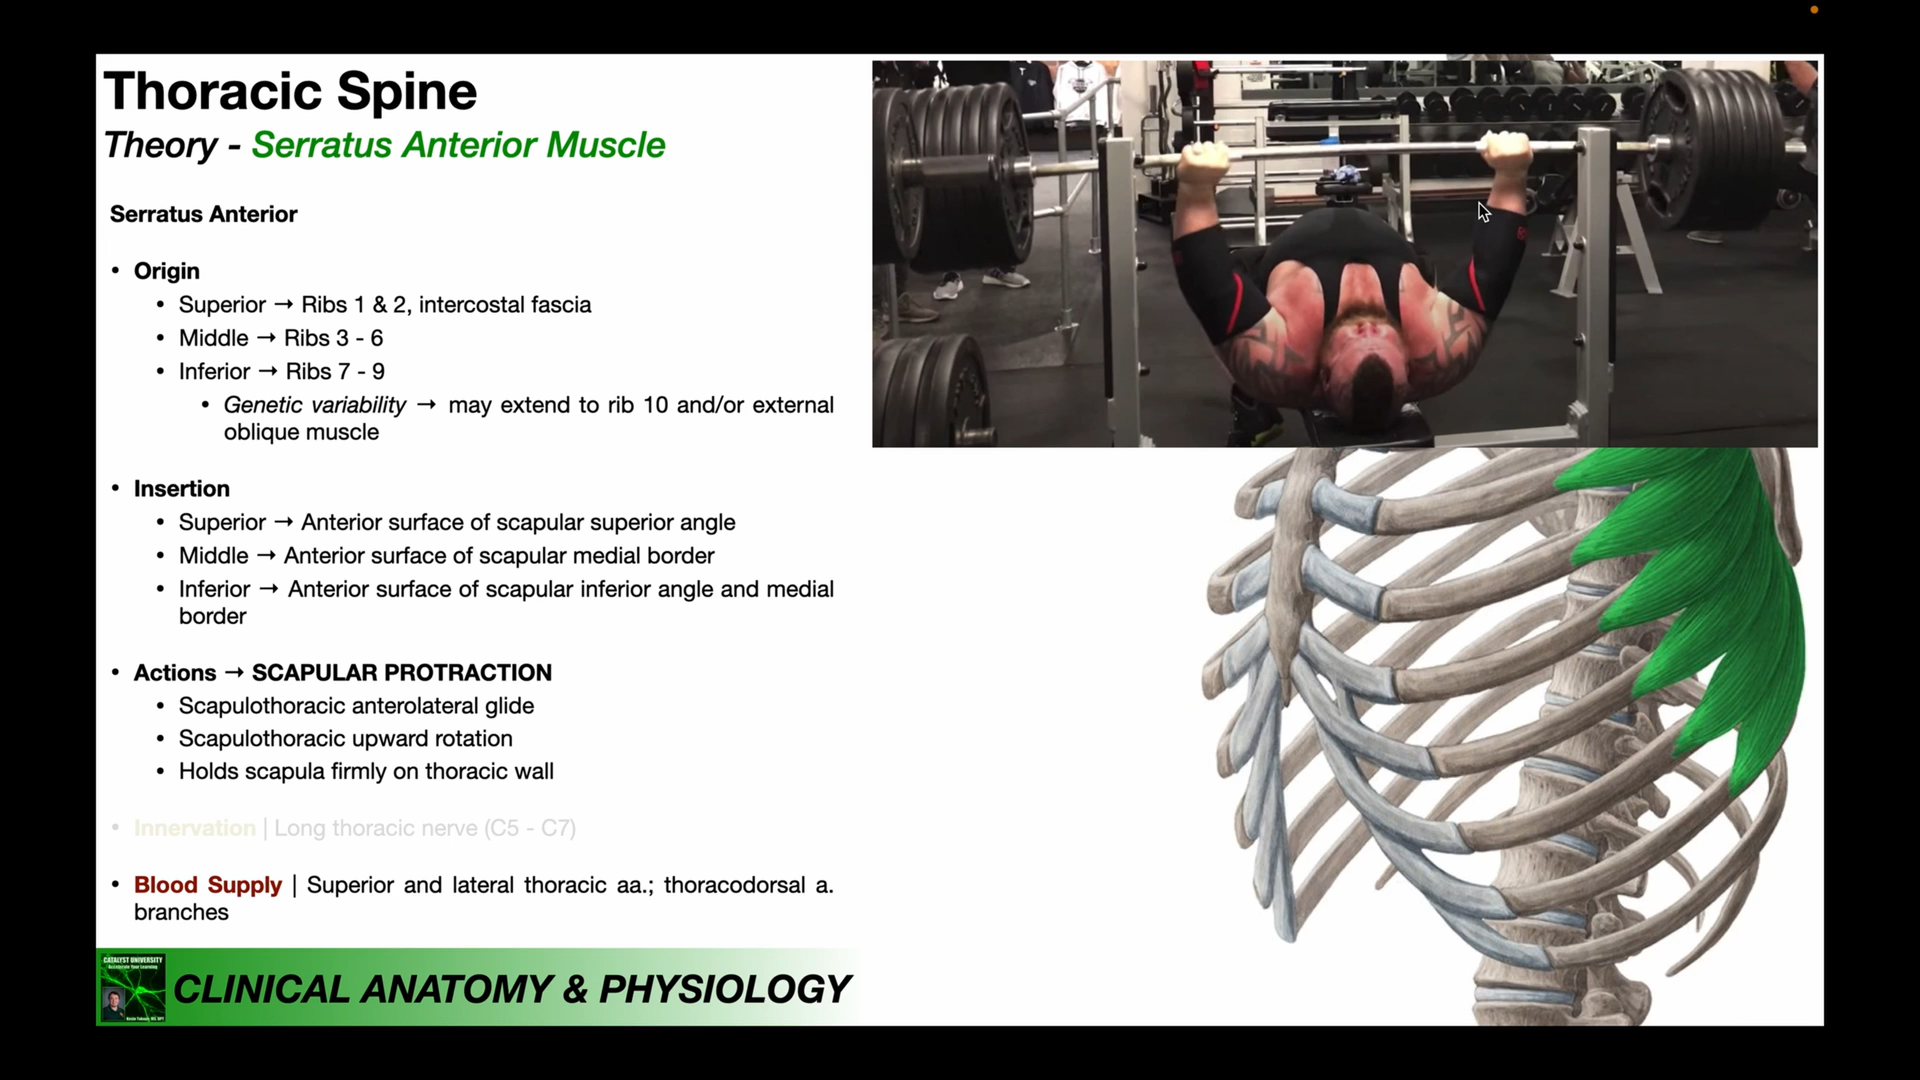 Thoracic Spine
Theory - Serratus Anterior Muscle
Serratus Anterior
• Origin
• Superior → Ribs 1 & 2, intercostal fascia
• Middle → Ribs 3 - 6
• Inferior → Ribs 7 - 9
• Genetic variability → may extend to rib 10 and/or external
oblique muscle
• Insertion
• Superior → Anterior surface of scapular superior angle
• Middle → Anterior surface of scapular medial border
• Inferior → Anterior surface of scapular inferior angle and medial
border
• Actions → SCAPULAR PROTRACTION
• Scapulothoracic anterolateral glide
• Scapulothoracic upward rotation
• Holds scapula firmly on thoracic wall
• Innervation | Long thoracic nerve (C5 - C7)
• Blood Supply | Superior and lateral thoracic aa.; thoracodorsal a.
branches
CATALYST UNIVERSITY
Accelerate Your Learning
CLINICAL ANATOMY & PHYSIOLOGY